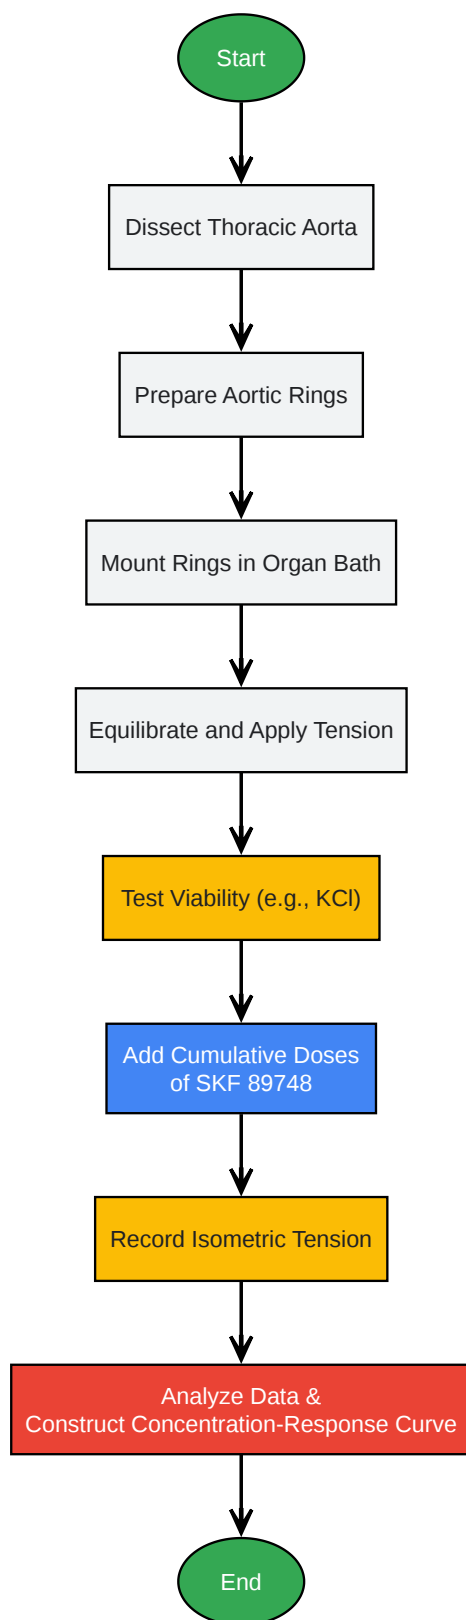 Start
Dissect Thoracic Aorta
Prepare Aortic Rings
Mount Rings in Organ Bath
Equilibrate and Apply Tension
Test Viability (e.g., KCl)
Add Cumulative Doses
of SKF 89748
Record Isometric Tension
Analyze Data &
Construct Concentration-Response Curve
End